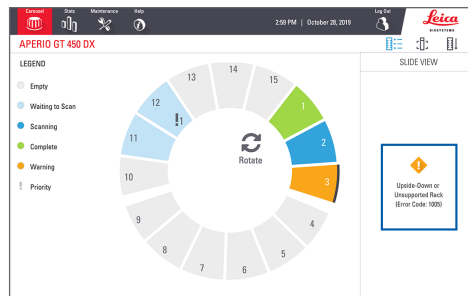 Carousel Stats Maintenance Help Log Out
2:59 PM | October 28, 2019
Leica
BIOSYSTEMS
APERIO GT 450 DX
LEGEND
SLIDE VIEW
Empty
Waiting to Scan
Scanning
Complete
Warning
! Priority
14
13
15
12
!1
1
11
2
Rotate
10
3
9
4
8
5
7
6
Upside-Down or
Unsupported Rack
(Error Code: 1005)